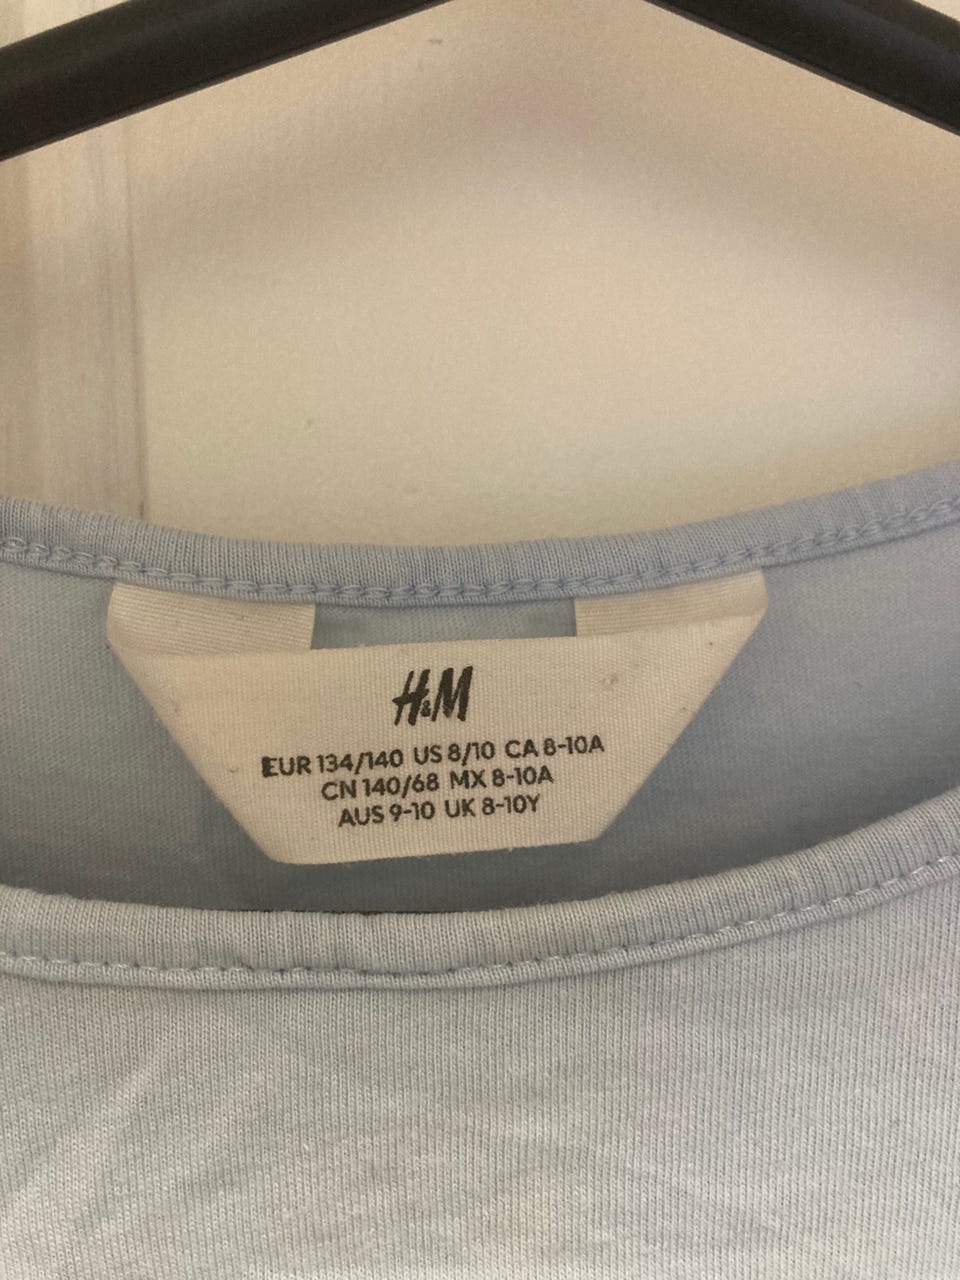 H&M
EUR 134/140 US 8/10 CA 8-10A
CN 140/68 MX 8-10A
AUS 9-10 UK 8-10Y